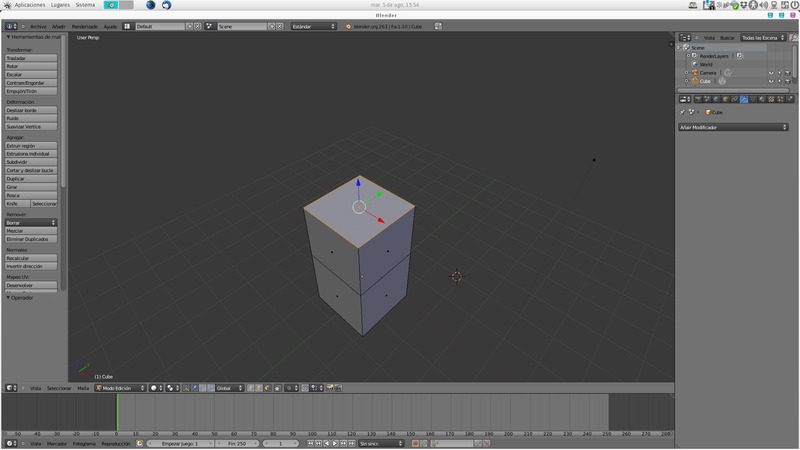 Aplicaciones Lugares Sistema mar 5 de ago, 15:54
Blender
Archivo Añadir Renderizado Ayuda Default Scene Estándar blender.org 263 | Fa:1-10 | Cube
Herramientas de mal
User Persp
Vista Buscar Todas las Escena
Transformar:
Scene
Trasladar
RenderLayers
Rotar
World
Escalar
Camera
Contraer/Engordar
Cube
Empujón/Tirón
Deformación:
Deslizar borde
Cube
Ruido
Suavizar Vertice
Añair Modificador
Agregar:
Extruir región
Extrusiona Individual
Subdividir
Cortar y deslizar bucle
Duplicar
Girar
Rosca
Knife Seleccionar
Remover:
Borrar
Mezclar
Eliminar Duplicados
Normales:
Recalcular
Invertir dirección
Mapeo UV:
Desenvolver
Operador
(1) Cube
Vista Seleccionar Malla Modo Edición Global
-50 -40 -30 -20 -10 0 10 20 30 40 50 60 70 80 90 100 110 120 130 140 150 160 170 180 190 200 210 220 230 240 250 260 270 280
Vista Marcador Fotograma Reproducción Empezar juego: 1 Fin: 250 1 Sin sinc